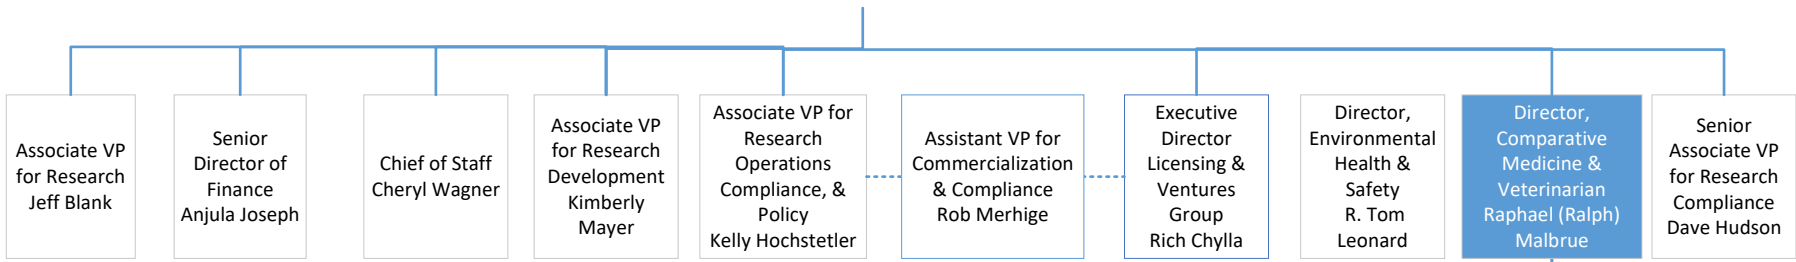 Associate VP
for Research
Jeff Blank
Senior
Director of
Finance
Anjula Joseph
Chief of Staff
Cheryl Wagner
Associate VP
for Research
Development
Kimberly
Mayer
Associate VP for
Research
Operations
Compliance, &
Policy
Kelly Hochstetler
Assistant VP for
Commercialization
& Compliance
Rob Merhige
Executive
Director
Licensing &
Ventures
Group
Rich Chylla
Director,
Environmental
Health &
Safety
R. Tom
Leonard
Director,
Comparative
Medicine &
Veterinarian
Raphael (Ralph)
Malbrue
Senior
Associate VP
for Research
Compliance
Dave Hudson